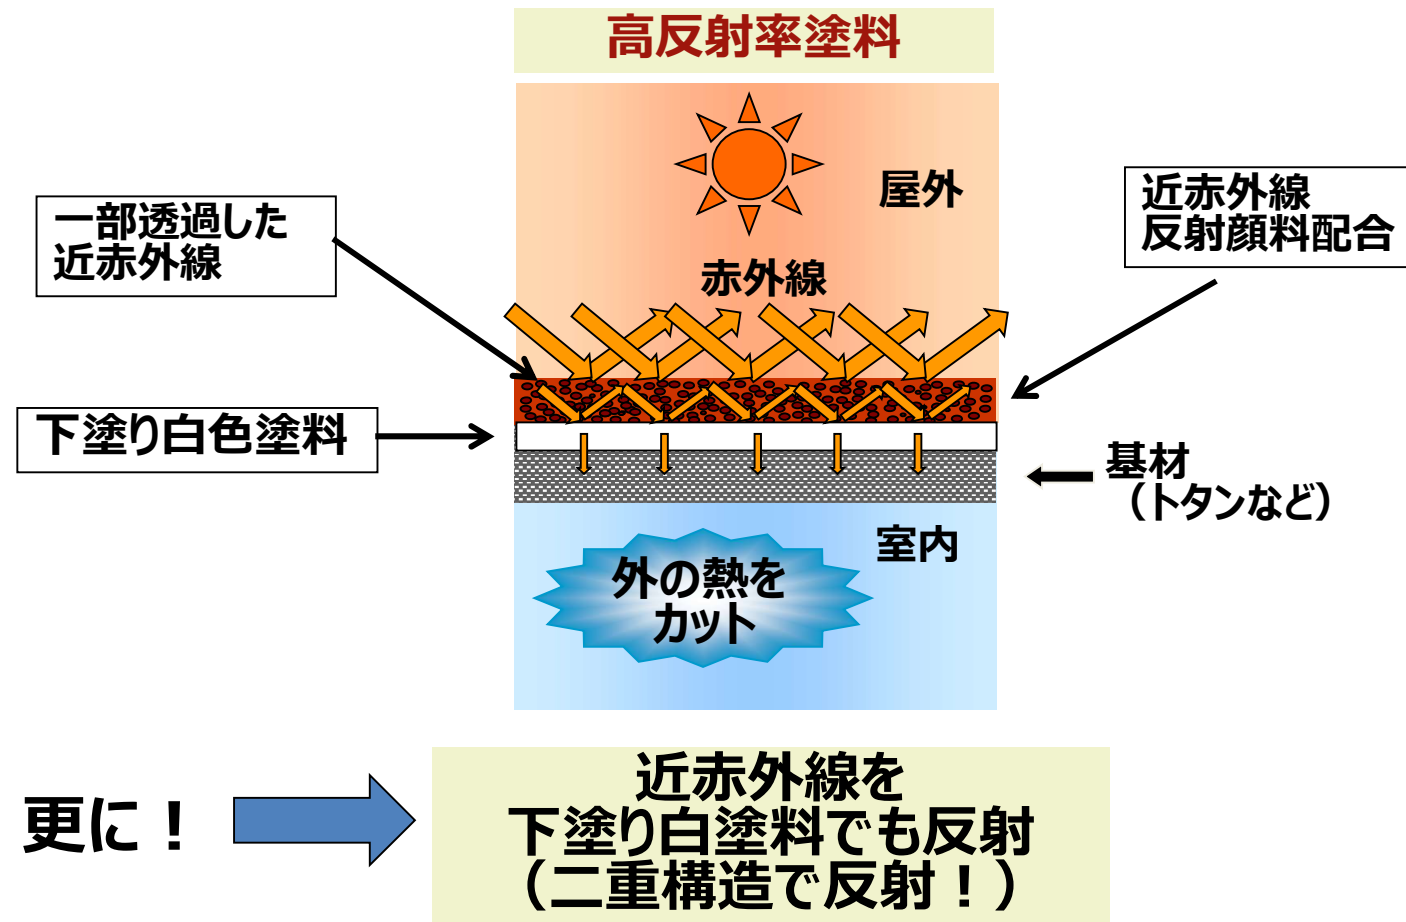 高反射率塗料
屋外
近赤外線
反射顔料配合
一部透過した
近赤外線
赤外線
下塗り白色塗料
基材
（トタンなど）
室内
外の熱を
カット
更に！
近赤外線を
下塗り白塗料でも反射
（二重構造で反射！）